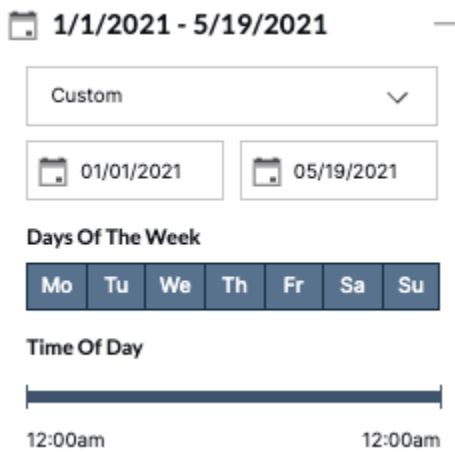 1/1/2021 - 5/19/2021
Custom
01/01/2021 05/19/2021
Days Of The Week
Mo Tu We Th Fr Sa Su
Time Of Day
12:00am 12:00am